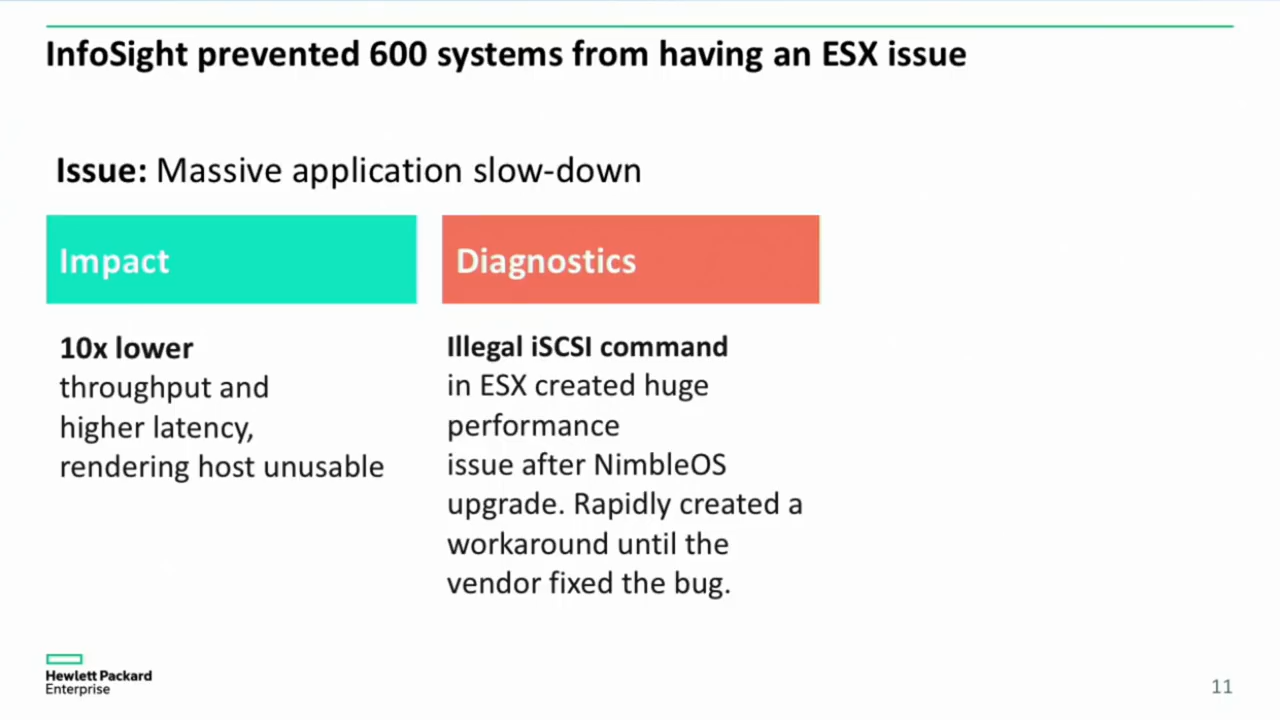 InfoSight prevented 600 systems from having an ESX issue
Issue: Massive application slow-down
Impact
10x lower
throughput and
higher latency,
rendering host unusable
Diagnostics
Illegal iSCSI command
in ESX created huge
performance
issue after NimbleOS
upgrade. Rapidly created a
workaround until the
vendor fixed the bug.
Hewlett Packard
Enterprise
11